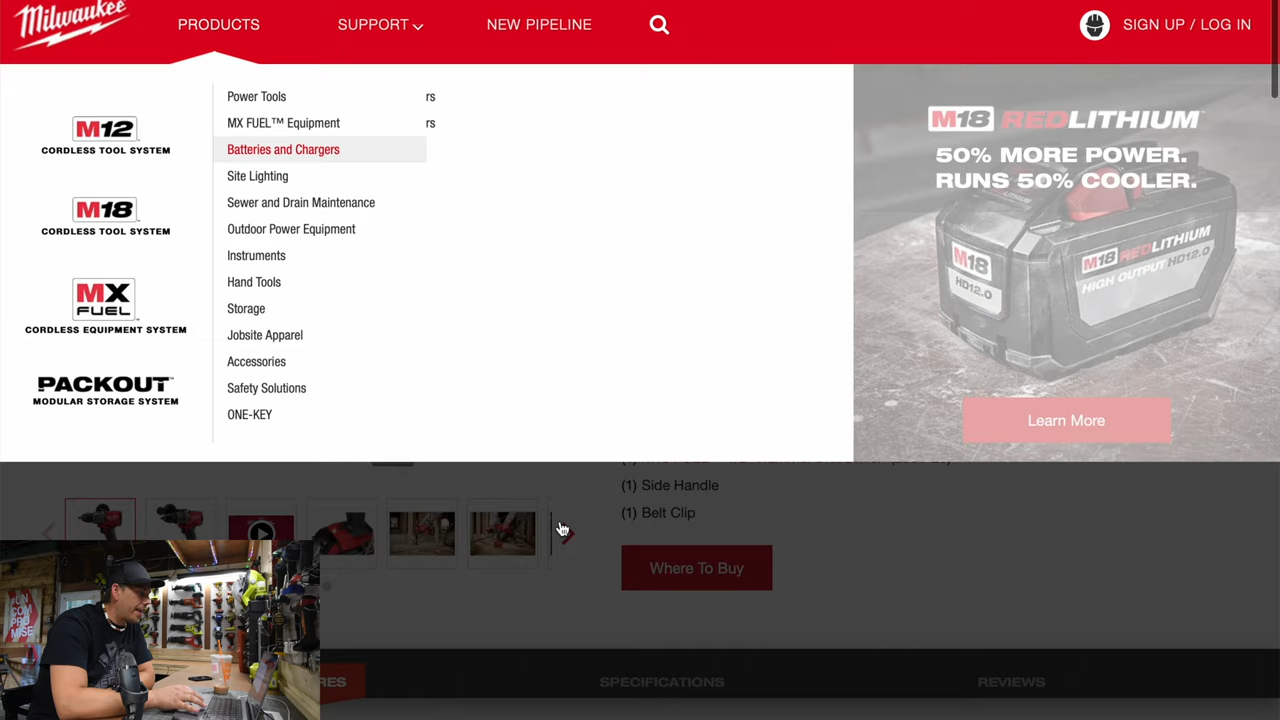 Milwaukee
PRODUCTS
SUPPORT
NEW PIPELINE
SIGN UP / LOG IN
M12
CORDLESS TOOL SYSTEM
M18
CORDLESS TOOL SYSTEM
MX
FUEL™
CORDLESS EQUIPMENT SYSTEM
PACKOUT™
MODULAR STORAGE SYSTEM
Power Tools
MX FUEL™ Equipment
Batteries and Chargers
Site Lighting
Sewer and Drain Maintenance
Outdoor Power Equipment
Instruments
Hand Tools
Storage
Jobsite Apparel
Accessories
Safety Solutions
ONE-KEY
rs
rs
M18 REDLITHIUM™
50% MORE POWER.
RUNS 50% COOLER.
M18
HD12.0
M18 REDLITHIUM
HIGH OUTPUT HD12.0
Learn More
(1) Side Handle
(1) Belt Clip
Where To Buy
RES
SPECIFICATIONS
REVIEWS